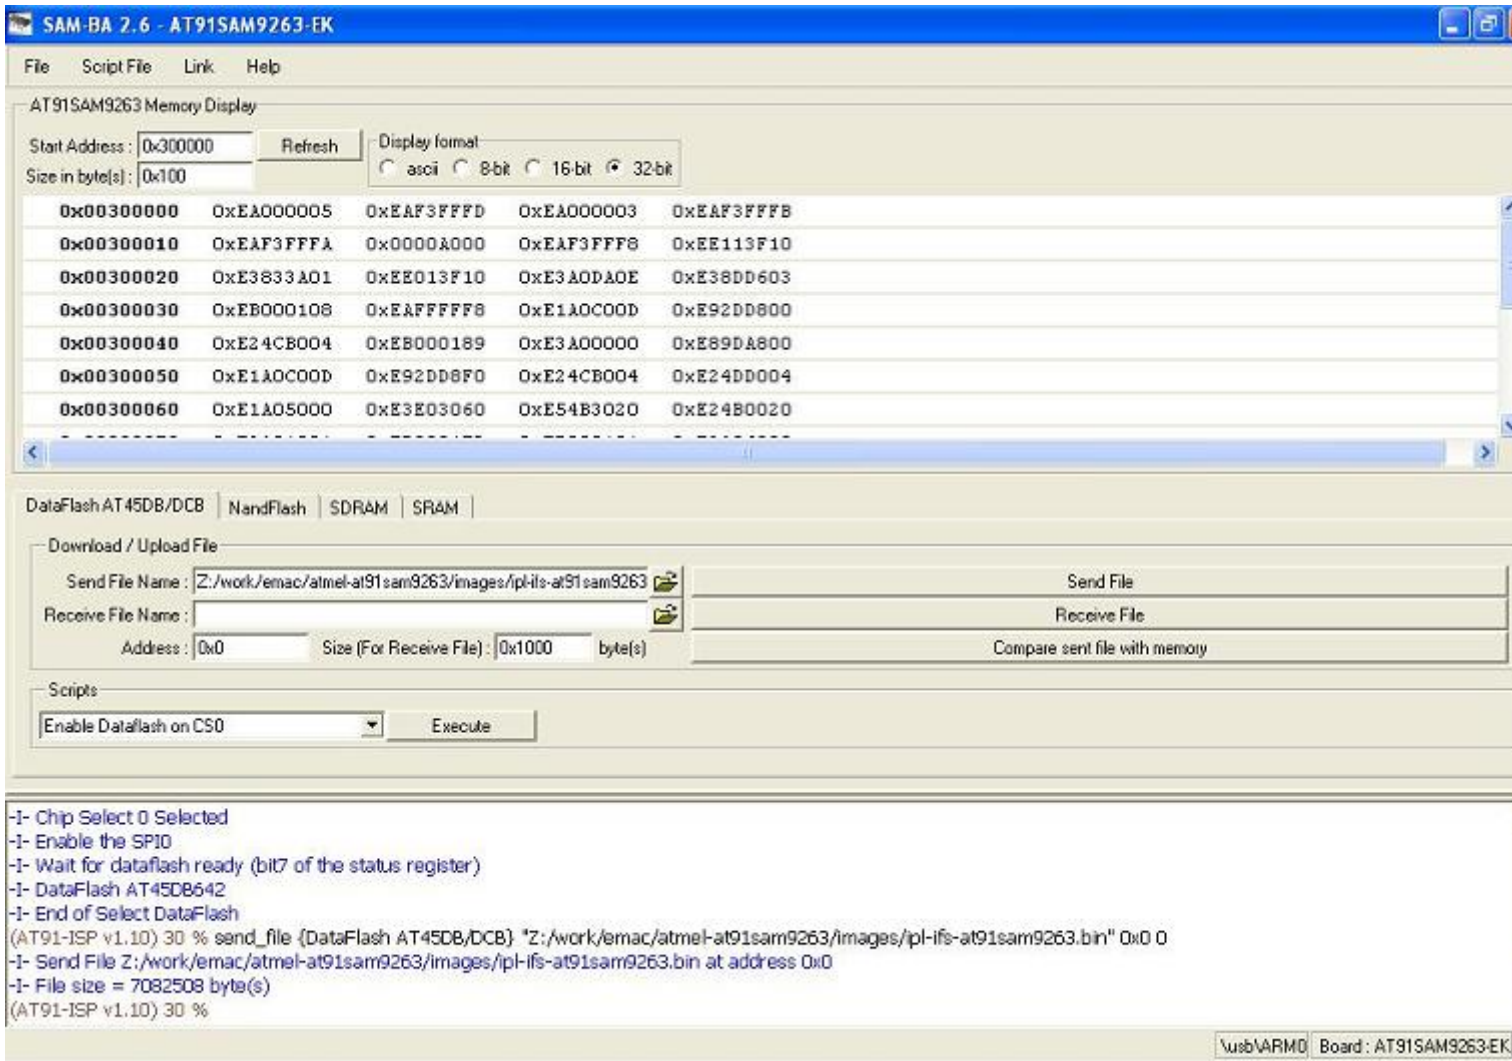 SAM-BA 2.6 - AT91SAM9263-EK
File Script File Link Help
AT91SAM9263 Memory Display
Start Address : 0x300000 Refresh Display format
Size in byte(s) : 0x100 ascii 8-bit 16-bit 32-bit
0x00300000 0xEA000005 0xEAF3FFFD 0xEA000003 0xEAF3FFFB
0x00300010 0xEAF3FFFA 0x0000A000 0xEAF3FFF8 0xEE113F10
0x00300020 0xE3833A01 0xEE013F10 0xE3A0DA0E 0xE38DD603
0x00300030 0xEB000108 0xEAFFFFF8 0xE1A0C00D 0xE92DD800
0x00300040 0xE24CB004 0xEB000189 0xE3A00000 0xE89DA800
0x00300050 0xE1A0C00D 0xE92DD8F0 0xE24CB004 0xE24DD004
0x00300060 0xE1A05000 0xE3E03060 0xE54B3020 0xE24B0020
DataFlash AT45DB/DCB NandFlash SDRAM SRAM
Download / Upload File
Send File Name : Z:/work/emac/atmel-at91sam9263/images/ipl-ifs-at91sam9263 Send File
Receive File Name : Receive File
Address : 0x0 Size (For Receive File) : 0x1000 byte(s) Compare sent file with memory
Scripts
Enable Dataflash on CS0 Execute
-I- Chip Select 0 Selected
-I- Enable the SPI0
-I- Wait for dataflash ready (bit7 of the status register)
-I- DataFlash AT45DB642
-I- End of Select DataFlash
(AT91-ISP v1.10) 30 % send_file {DataFlash AT45DB/DCB} "Z:/work/emac/atmel-at91sam9263/images/ipl-ifs-at91sam9263.bin" 0x0 0
-I- Send File Z:/work/emac/atmel-at91sam9263/images/ipl-ifs-at91sam9263.bin at address 0x0
-I- File size = 7082508 byte(s)
(AT91-ISP v1.10) 30 %
\usb\ARM0 Board : AT91SAM9263-EK